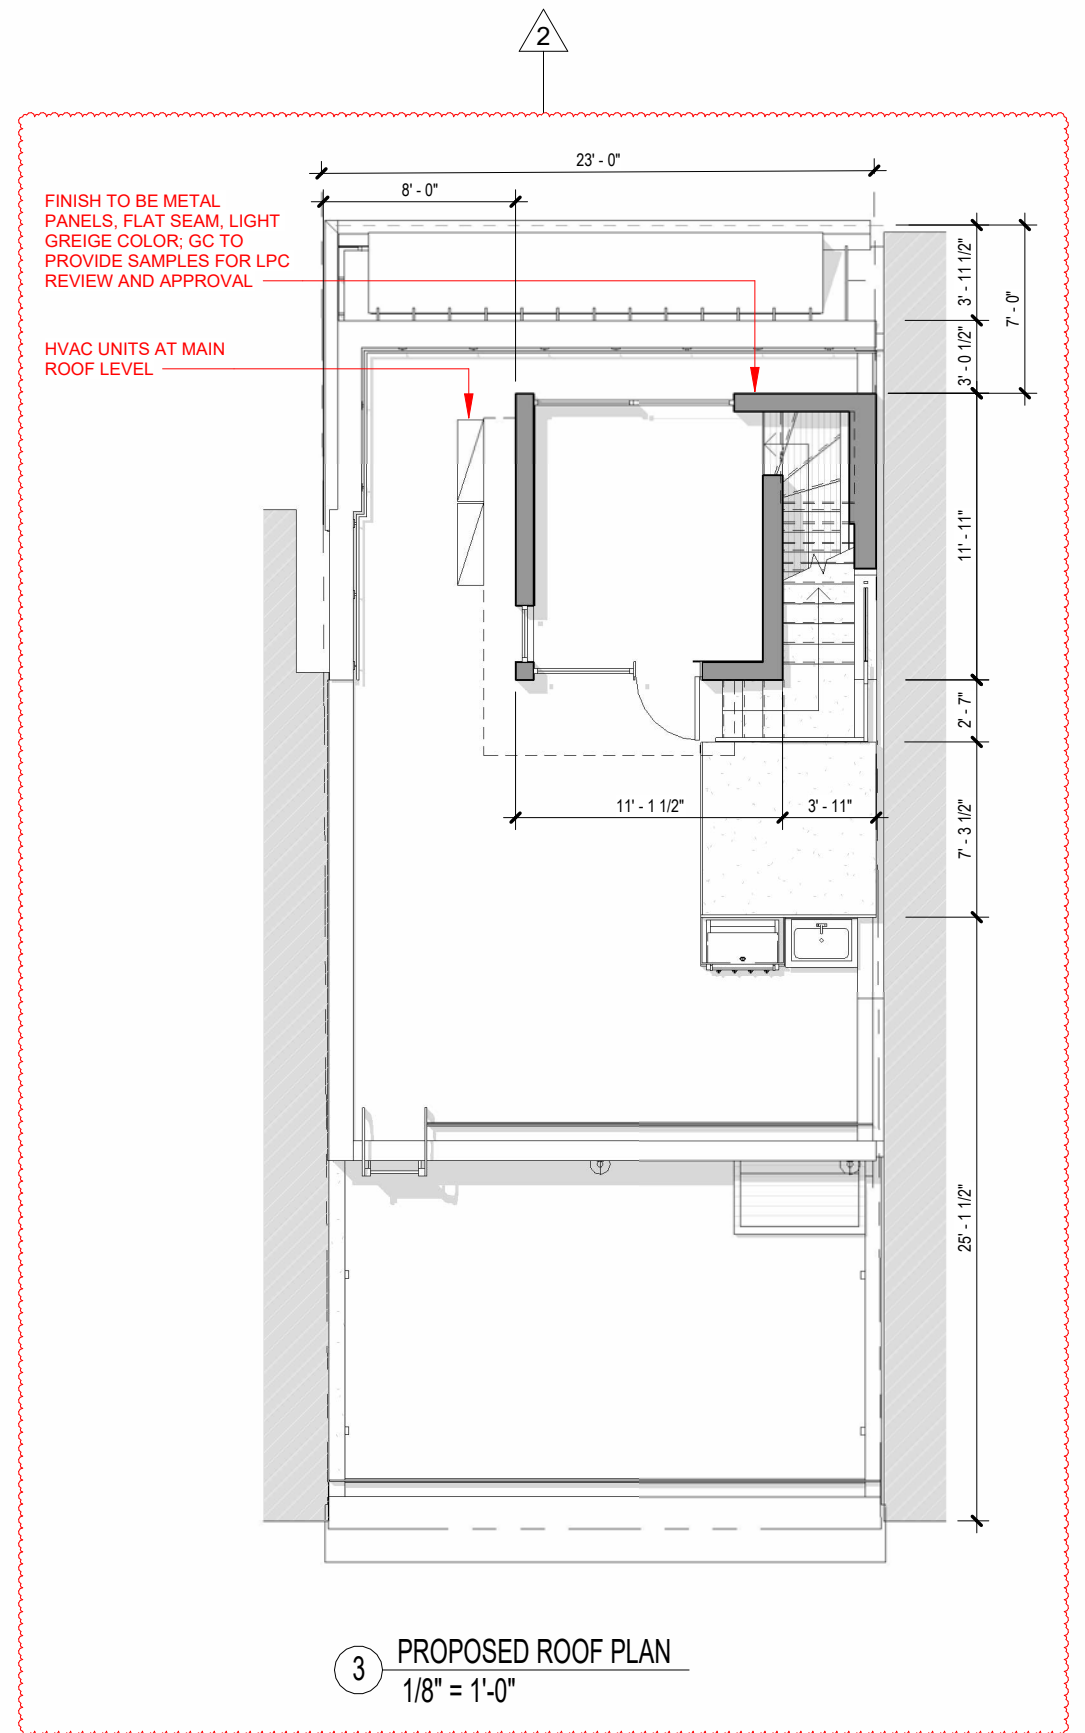 2
23' - 0"
8' - 0"
FINISH TO BE METAL
PANELS, FLAT SEAM, LIGHT
GREIGE COLOR; GC TO
PROVIDE SAMPLES FOR LPC
REVIEW AND APPROVAL
3' - 11 1/2"
7' - 0"
3' - 0 1/2"
HVAC UNITS AT MAIN
ROOF LEVEL
11' - 11"
2' - 7"
11' - 1 1/2"
3' - 11"
7' - 3 1/2"
25' - 1 1/2"
3
PROPOSED ROOF PLAN
1/8" = 1'-0"